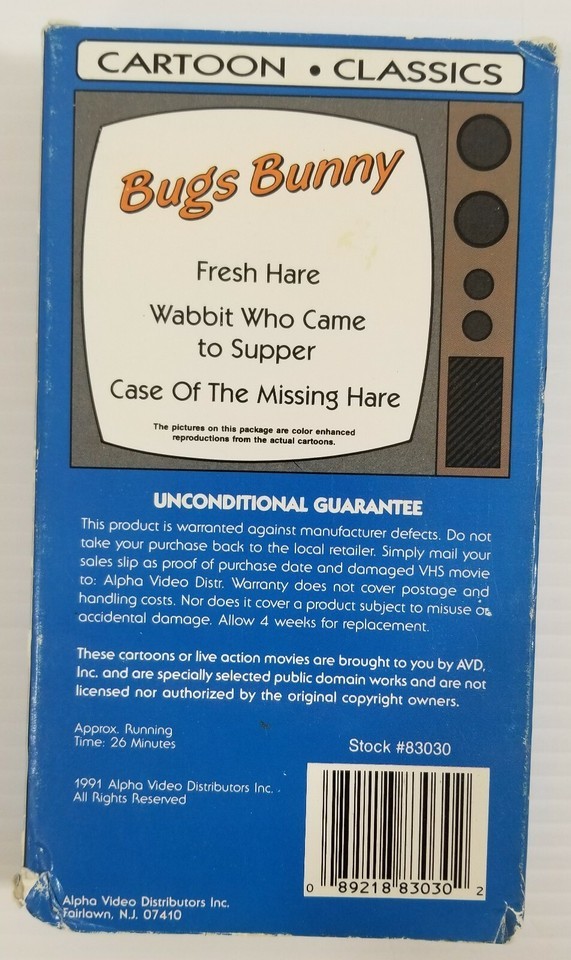 CARTOON • CLASSICS
Bugs Bunny
Fresh Hare
Wabbit Who Came
to Supper
Case Of The Missing Hare
The pictures on this package are color enhanced
reproductions from the actual cartoons.
UNCONDITIONAL GUARANTEE
This product is warranted against manufacturer defects. Do not
take your purchase back to the local retailer. Simply mail your
sales slip as proof of purchase date and damaged VHS movie
to: Alpha Video Distr. Warranty does not cover postage and
handling costs. Nor does it cover a product subject to misuse or
accidental damage. Allow 4 weeks for replacement.
These cartoons or live action movies are brought to you by AVD,
Inc. and are specially selected public domain works and are not
licensed nor authorized by the original copyright owners.
Approx. Running
Time: 26 Minutes
Stock #83030
1991 Alpha Video Distributors Inc.
All Rights Reserved
0 89218 83030 2
Alpha Video Distributors Inc.
Fairlawn, N.J. 07410